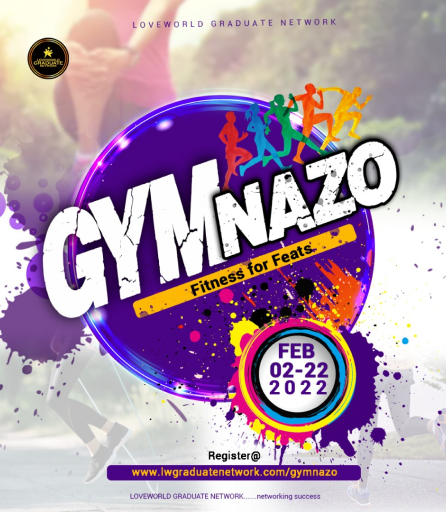 LOVEWORLD GRADUATE NETWORK
GRADUATE
GYMNAZO
Fitness for Feats.
FEB
02-22
2022
Register@
www.lwgraduatenetwork.com/gymnazo
LOVEWORLD GRADUATE NETWORK.......networking success